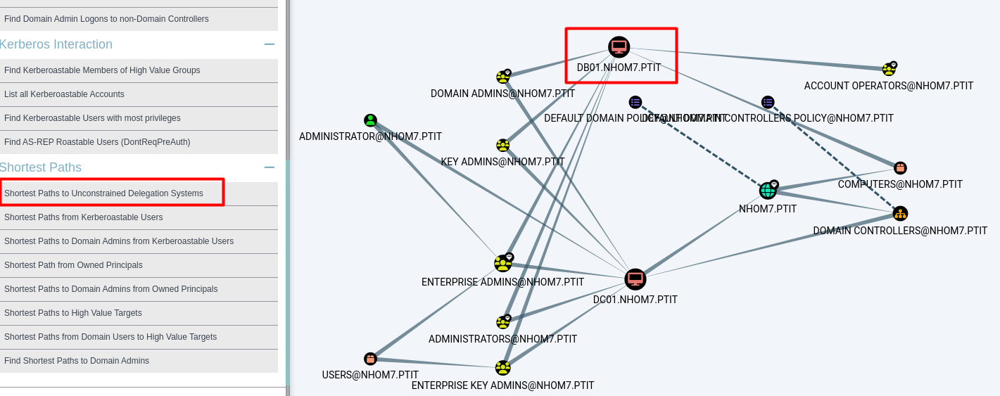 Find Domain Admin Logons to non-Domain Controllers
Kerberos Interaction
Find Kerberoastable Members of High Value Groups
List all Kerberoastable Accounts
Find Kerberoastable Users with most privileges
Find AS-REP Roastable Users (DontReqPreAuth)
Shortest Paths
Shortest Paths to Unconstrained Delegation Systems
Shortest Paths from Kerberoastable Users
Shortest Paths to Domain Admins from Kerberoastable Users
Shortest Path from Owned Principals
Shortest Paths to Domain Admins from Owned Principals
Shortest Paths to High Value Targets
Shortest Paths from Domain Users to High Value Targets
Find Shortest Paths to Domain Admins
DB01.NHOM7.PTIT
ACCOUNT OPERATORS@NHOM7.PTIT
DOMAIN ADMINS@NHOM7.PTIT
DEFAULT DOMAIN POLICY@NHOM7.PTIT
DEFAULT DOMAIN CONTROLLERS POLICY@NHOM7.PTIT
ADMINISTRATOR@NHOM7.PTIT
KEY ADMINS@NHOM7.PTIT
COMPUTERS@NHOM7.PTIT
NHOM7.PTIT
DOMAIN CONTROLLERS@NHOM7.PTIT
ENTERPRISE ADMINS@NHOM7.PTIT
DC01.NHOM7.PTIT
ADMINISTRATORS@NHOM7.PTIT
USERS@NHOM7.PTIT
ENTERPRISE KEY ADMINS@NHOM7.PTIT